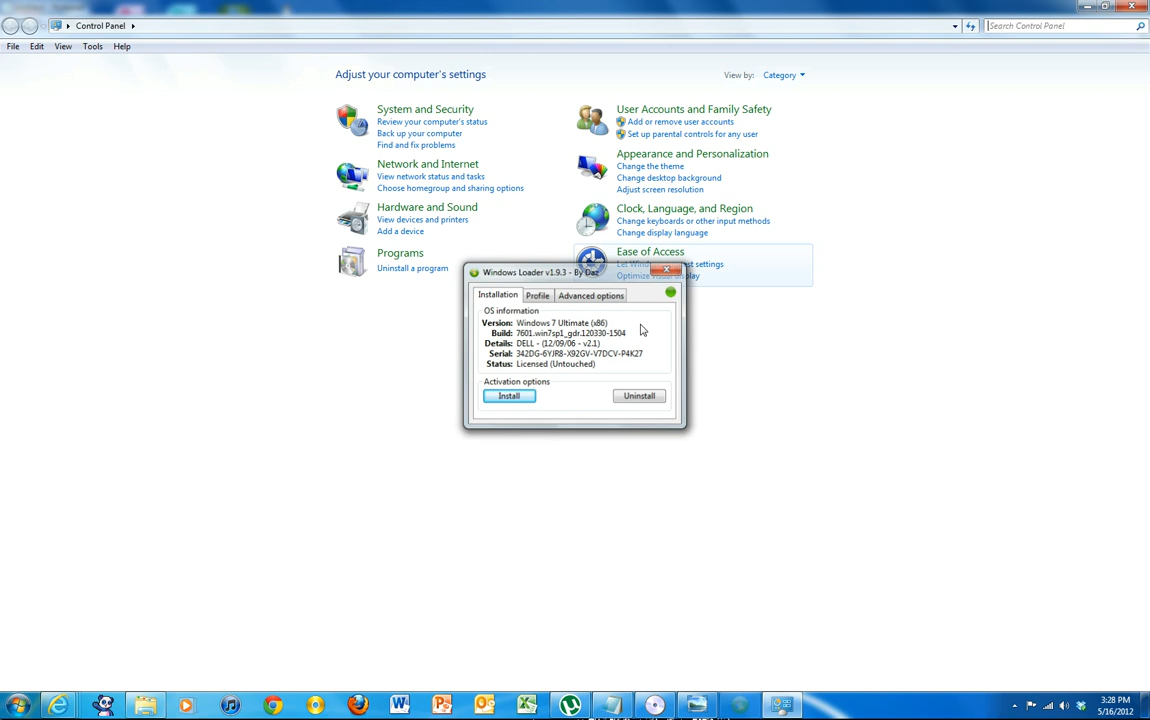 Control Panel
Search Control Panel
File Edit View Tools Help
Adjust your computer's settings
View by: Category
System and Security
Review your computer's status
Back up your computer
Find and fix problems
Network and Internet
View network status and tasks
Choose homegroup and sharing options
Hardware and Sound
View devices and printers
Add a device
Programs
Uninstall a program
User Accounts and Family Safety
Add or remove user accounts
Set up parental controls for any user
Appearance and Personalization
Change the theme
Change desktop background
Adjust screen resolution
Clock, Language, and Region
Change keyboards or other input methods
Change display language
Ease of Access
settings
Windows Loader v1.9.3 - By Daz
Installation Profile Advanced options
OS information
Version: Windows 7 Ultimate (x86)
Build: 7601.win7sp1_gdr.120330-1504
Details: DELL - (12/09/06 - v2.1)
Serial: 342DG-6YJR8-X92GV-V7DCV-P4K27
Status: Licensed (Untouched)
Activation options
Install Uninstall
3:28 PM
5/16/2012